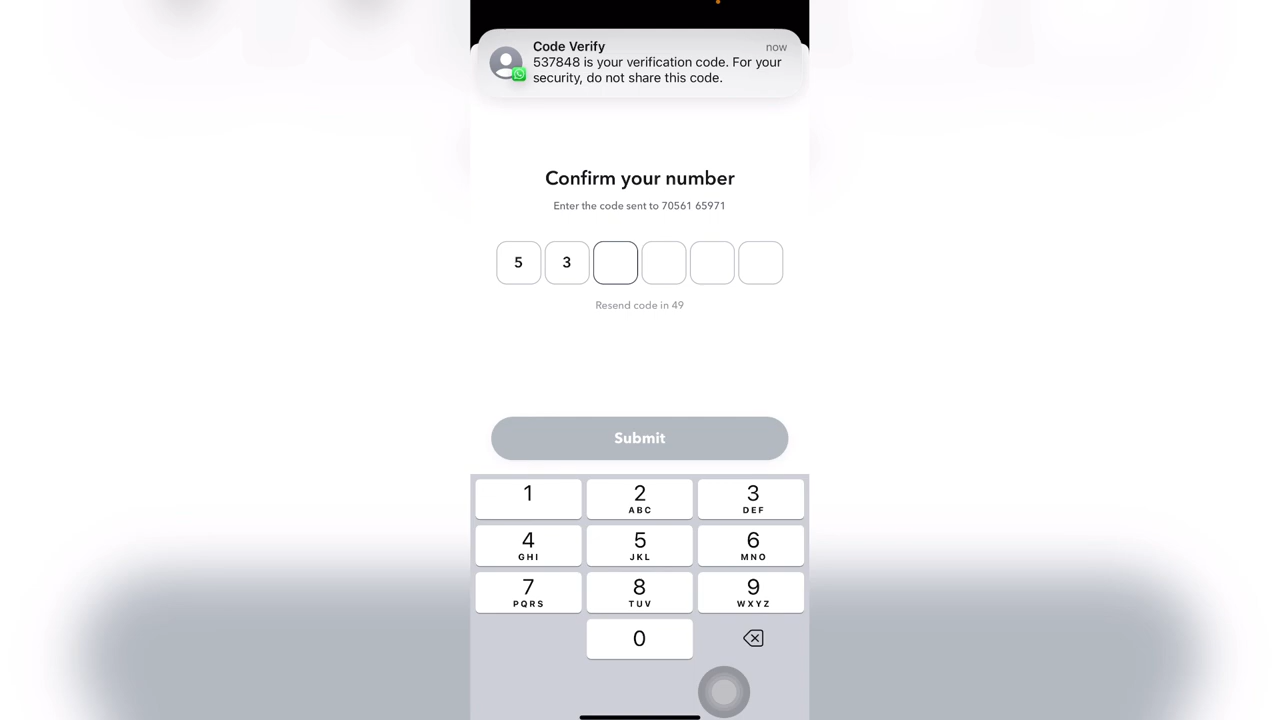 Code Verify
now
537848 is your verification code. For your
security, do not share this code.
Confirm your number
Enter the code sent to 70561 65971
5 3
Resend code in 49
Submit
1 2 3
ABC DEF
4 5 6
GHI JKL MNO
7 8 9
PQRS TUV WXYZ
0